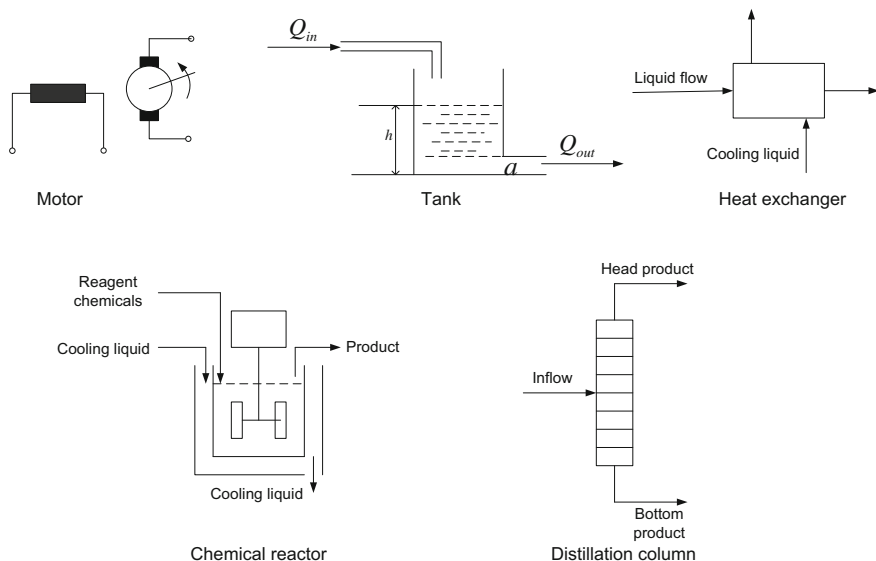 Q_in
Liquid flow
h
Q_out
a
Cooling liquid
Motor
Tank
Heat exchanger
Reagent
chemicals
Cooling liquid
Product
Cooling liquid
Chemical reactor
Head product
Inflow
Bottom
product
Distillation column